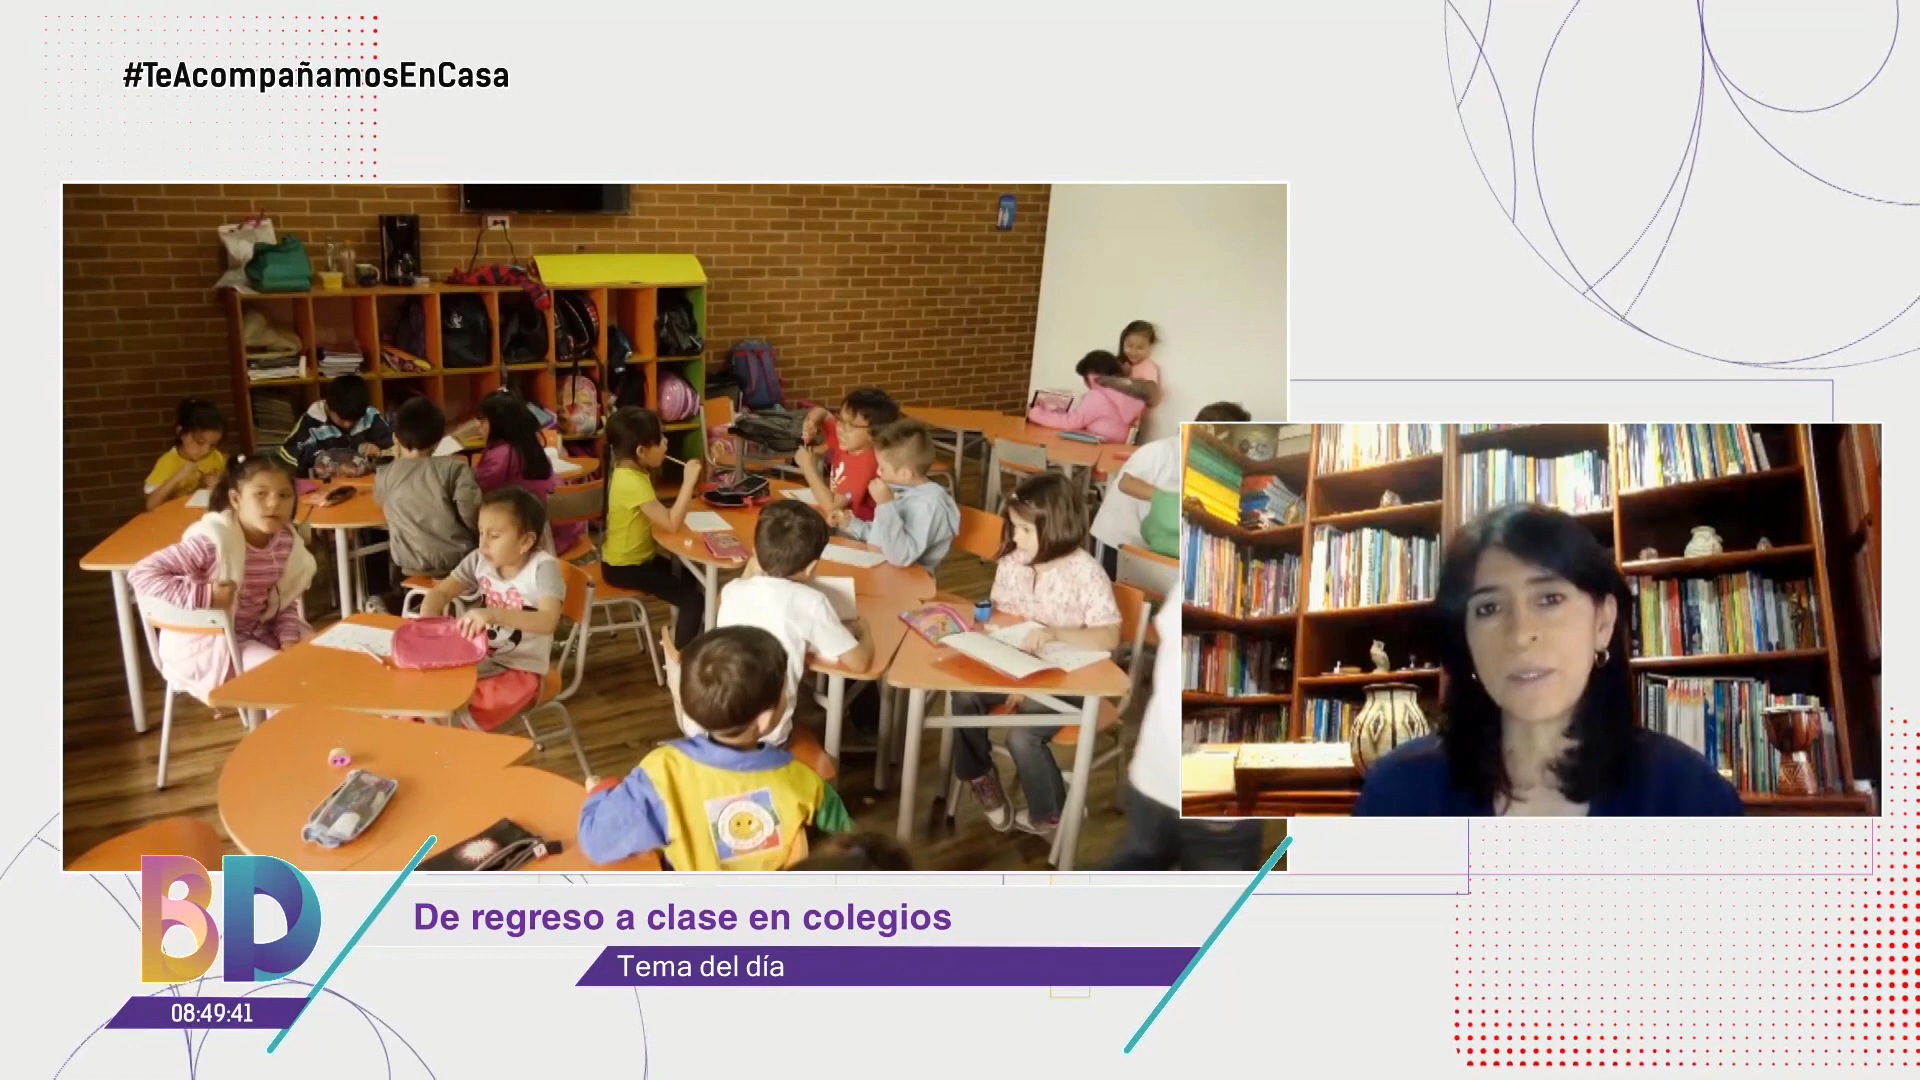 #TeAcompañamosEnCasa
De regreso a clase en colegios
Tema del día
BD
08:49:41